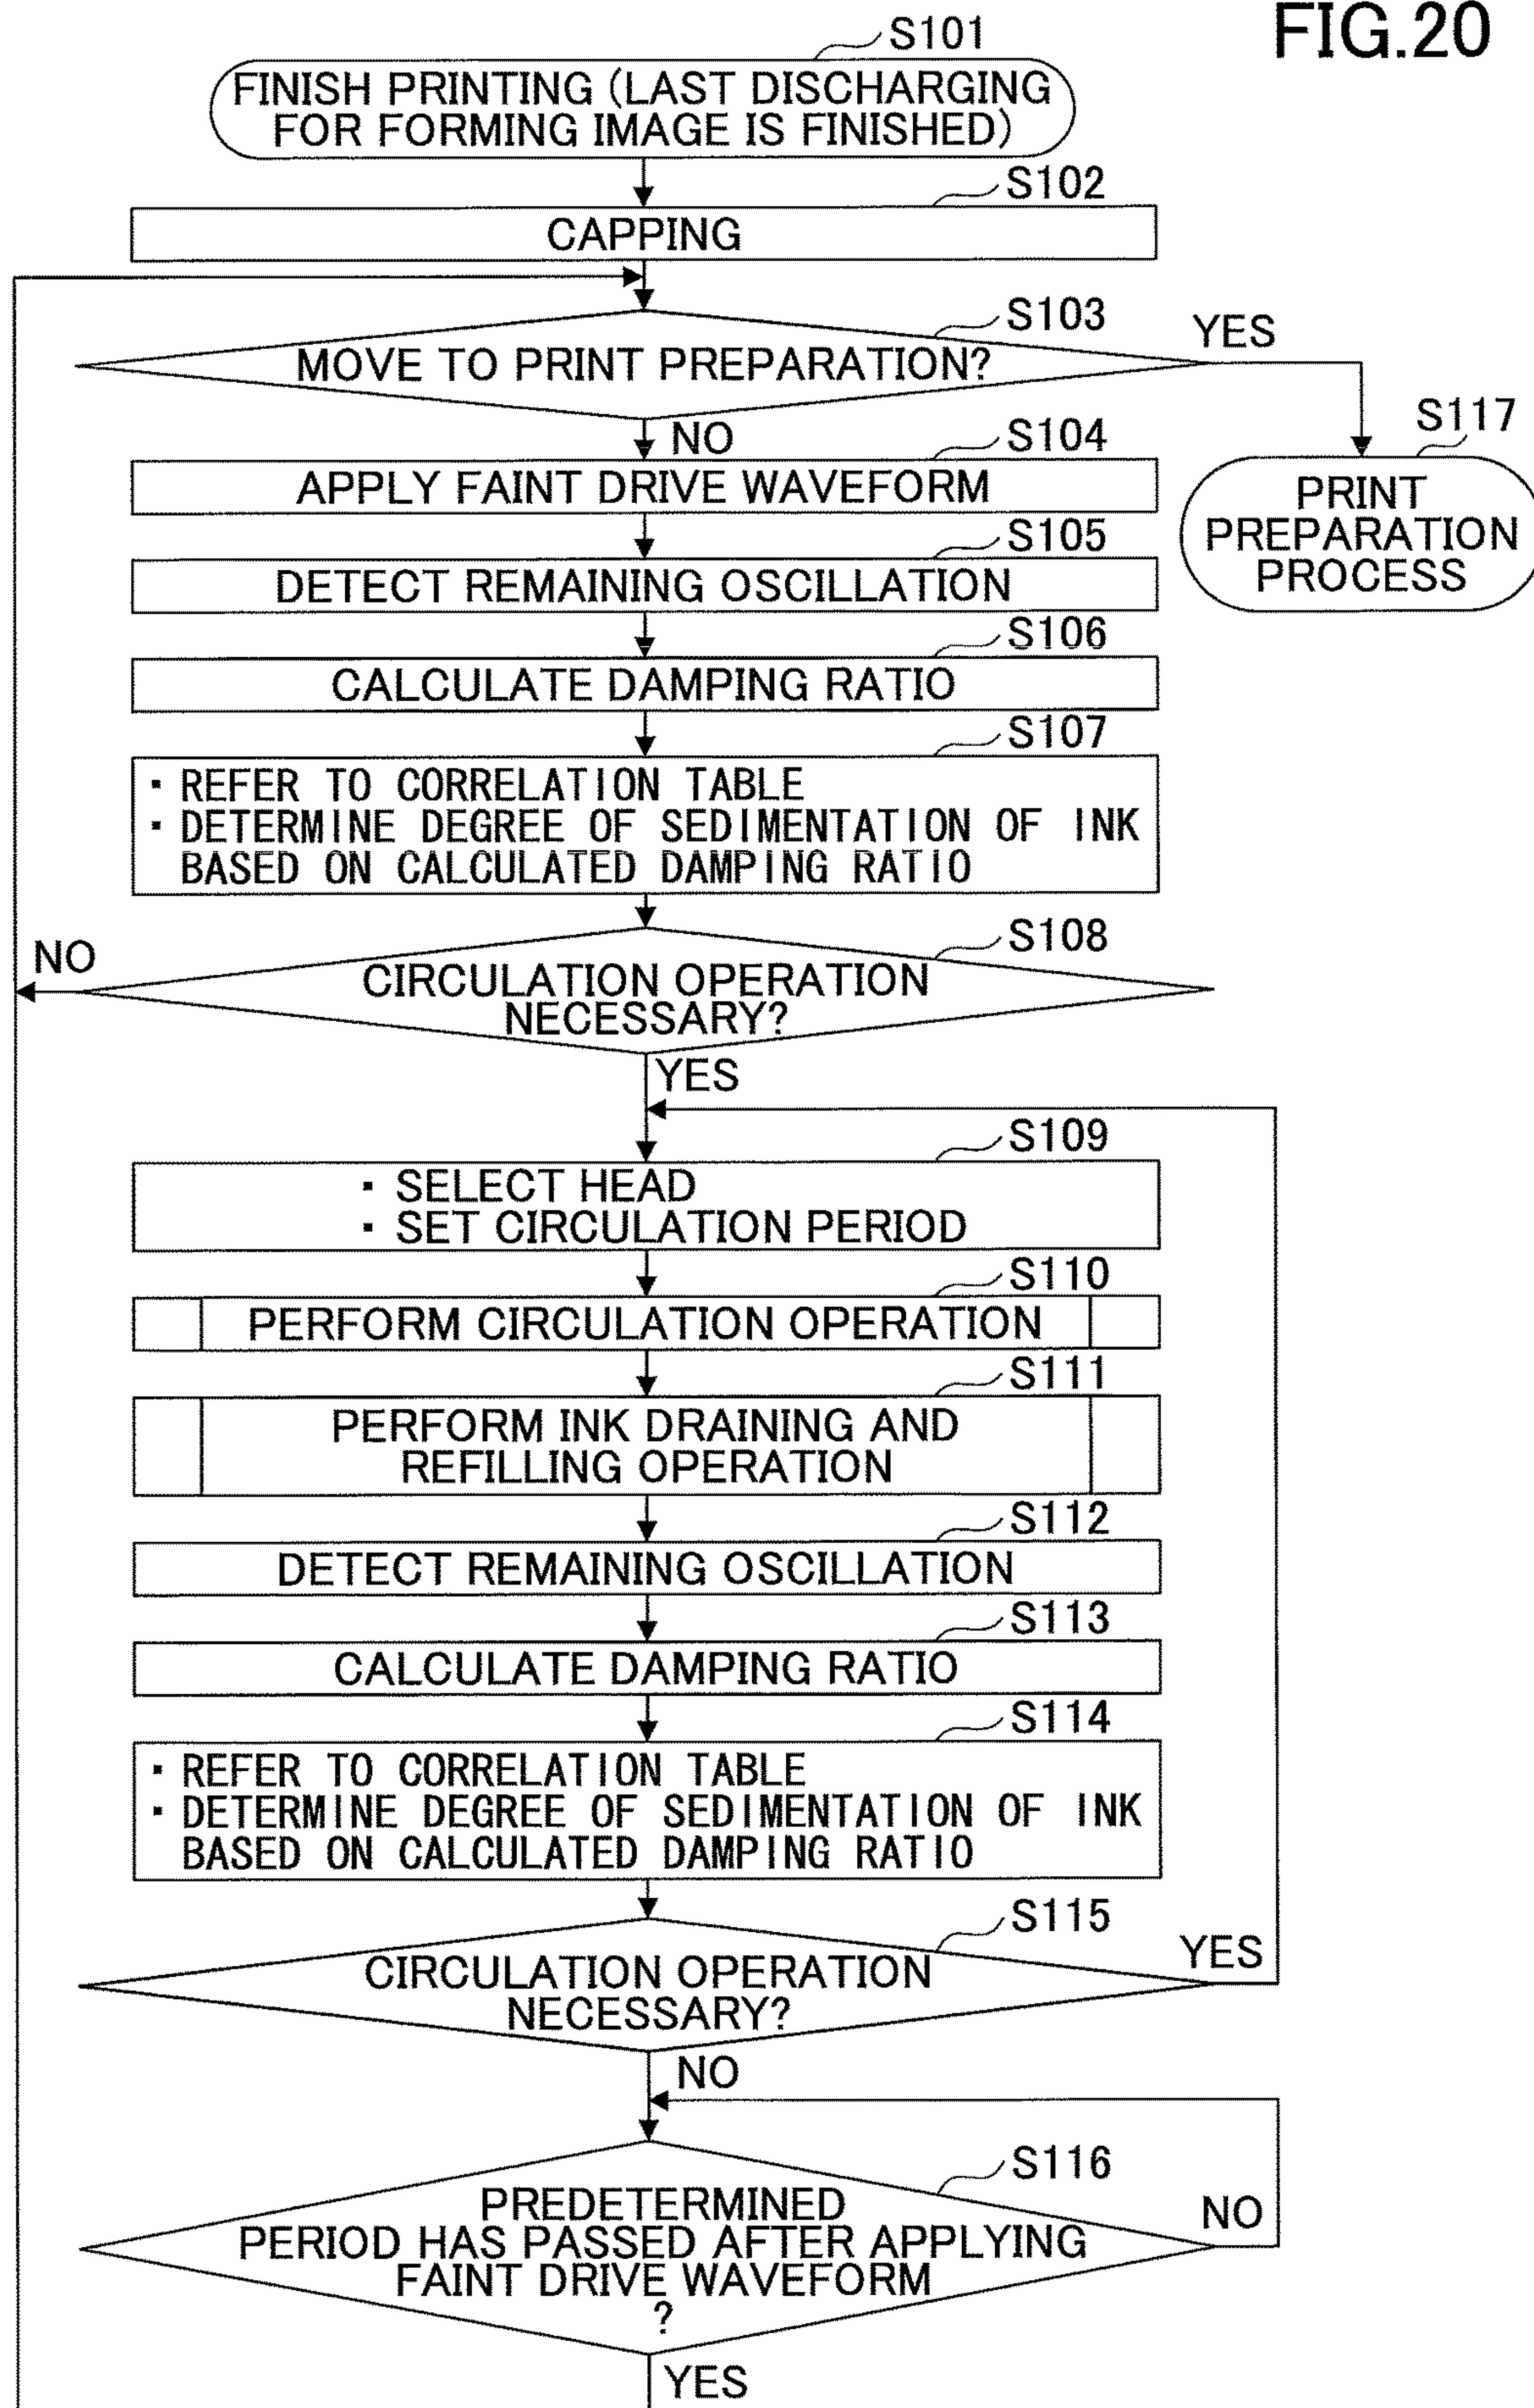 FIG.20
S101
FINISH PRINTING (LAST DISCHARGING
FOR FORMING IMAGE IS FINISHED)
S102
CAPPING
S103
MOVE TO PRINT PREPARATION?
YES
NO
S117
PRINT
PREPARATION
PROCESS
S104
APPLY FAINT DRIVE WAVEFORM
S105
DETECT REMAINING OSCILLATION
S106
CALCULATE DAMPING RATIO
S107
· REFER TO CORRELATION TABLE
· DETERMINE DEGREE OF SEDIMENTATION OF INK
BASED ON CALCULATED DAMPING RATIO
S108
NO
CIRCULATION OPERATION
NECESSARY?
YES
S109
· SELECT HEAD
· SET CIRCULATION PERIOD
S110
PERFORM CIRCULATION OPERATION
S111
PERFORM INK DRAINING AND
REFILLING OPERATION
S112
DETECT REMAINING OSCILLATION
S113
CALCULATE DAMPING RATIO
S114
· REFER TO CORRELATION TABLE
· DETERMINE DEGREE OF SEDIMENTATION OF INK
BASED ON CALCULATED DAMPING RATIO
S115
CIRCULATION OPERATION
NECESSARY?
YES
NO
S116
PREDETERMINED
PERIOD HAS PASSED AFTER APPLYING
FAINT DRIVE WAVEFORM
?
NO
YES